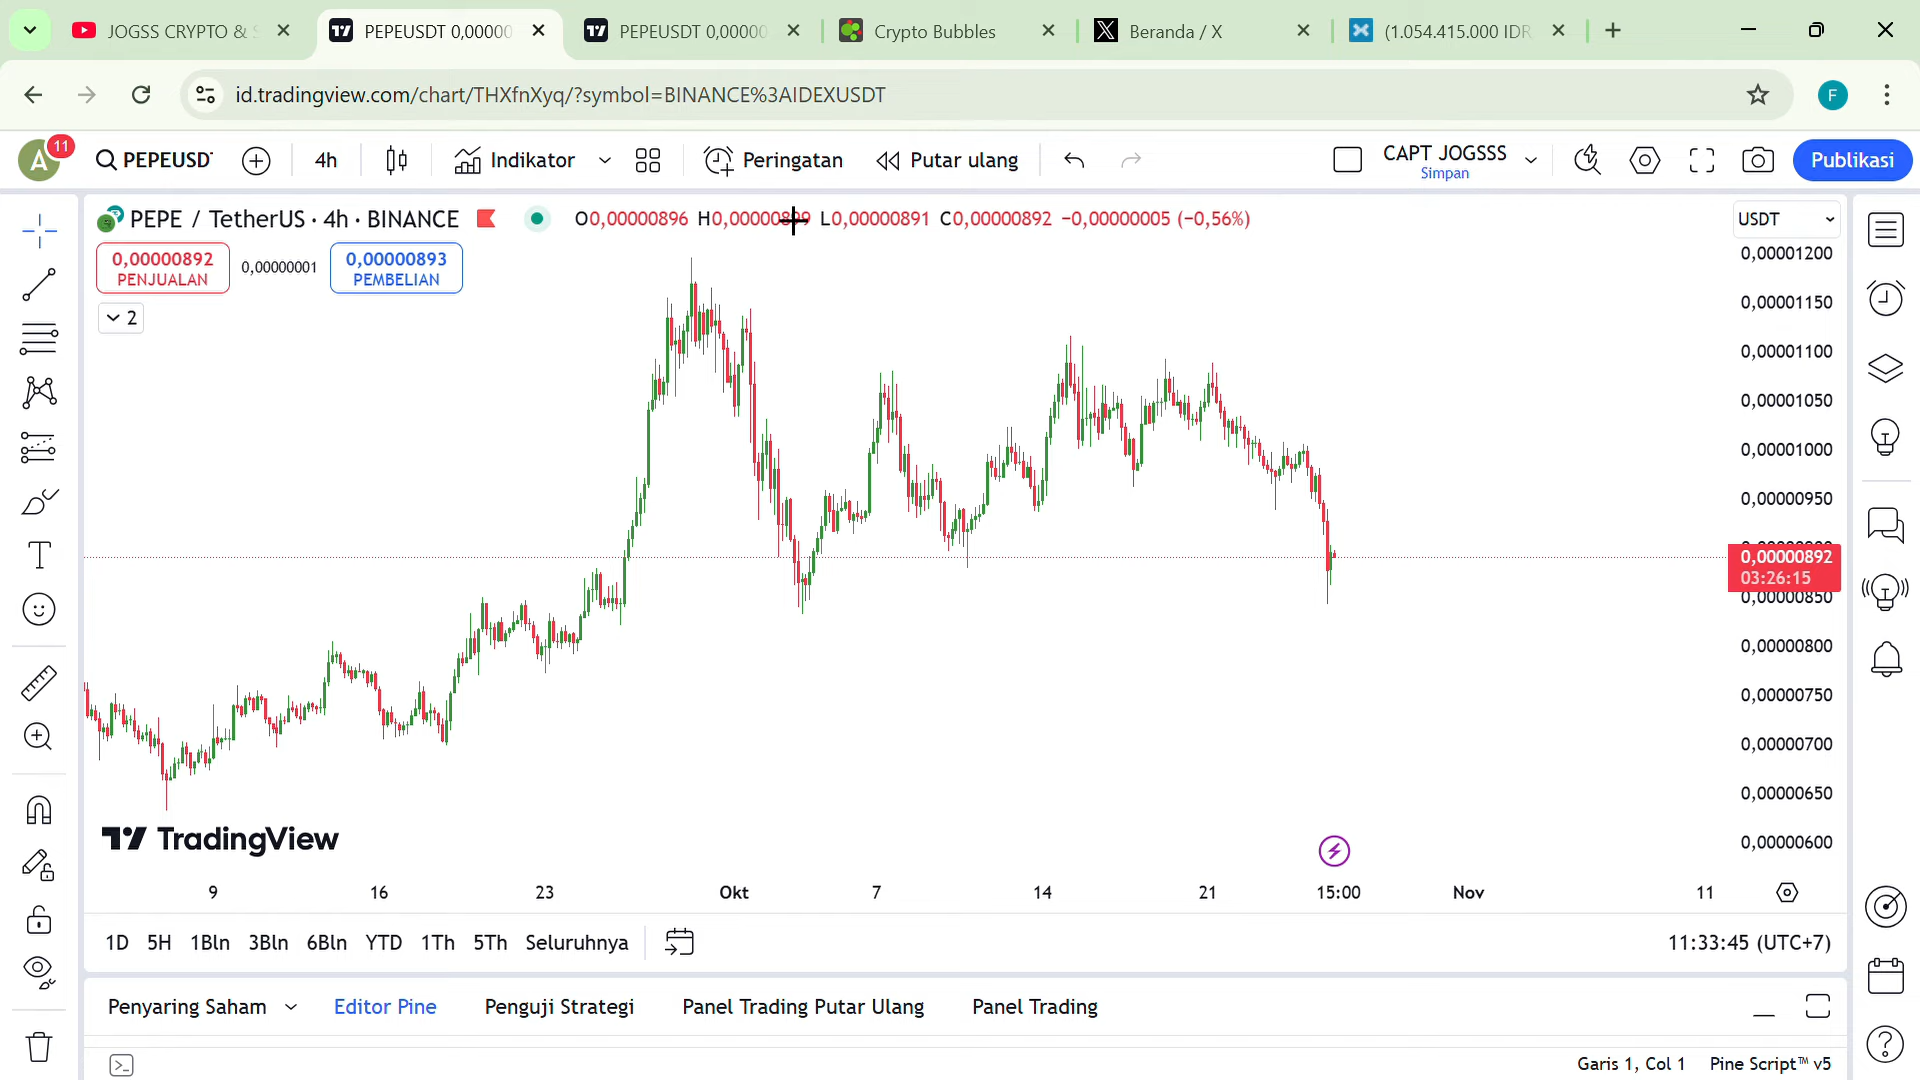 JOGSS CRYPTO & S
PEPEUSDT 0,00000
PEPEUSDT 0,00000
Crypto Bubbles
Beranda / X
(1.054.415.000 IDR
id.tradingview.com/chart/THXfnXyq/?symbol=BINANCE%3AIDEXUSDT
F
A
11
PEPEUSDT
4h
Indikator
Peringatan
Putar ulang
CAPT JOGSSS
Simpan
Publikasi
PEPE / TetherUS · 4h · BINANCE
O0,00000896 H0,00000899 L0,00000891 C0,00000892 −0,00000005 (−0,56%)
USDT
0,00000892
PENJUALAN
0,00000001
0,00000893
PEMBELIAN
2
0,00001200
0,00001150
0,00001100
0,00001050
0,00001000
0,00000950
0,00000892
03:26:15
0,00000850
0,00000800
0,00000750
0,00000700
0,00000650
0,00000600
TradingView
9
16
23
Okt
7
14
21
15:00
Nov
11
1D
5H
1Bln
3Bln
6Bln
YTD
1Th
5Th
Seluruhnya
11:33:45 (UTC+7)
Penyaring Saham
Editor Pine
Penguji Strategi
Panel Trading Putar Ulang
Panel Trading
Garis 1, Col 1
Pine Script™ v5